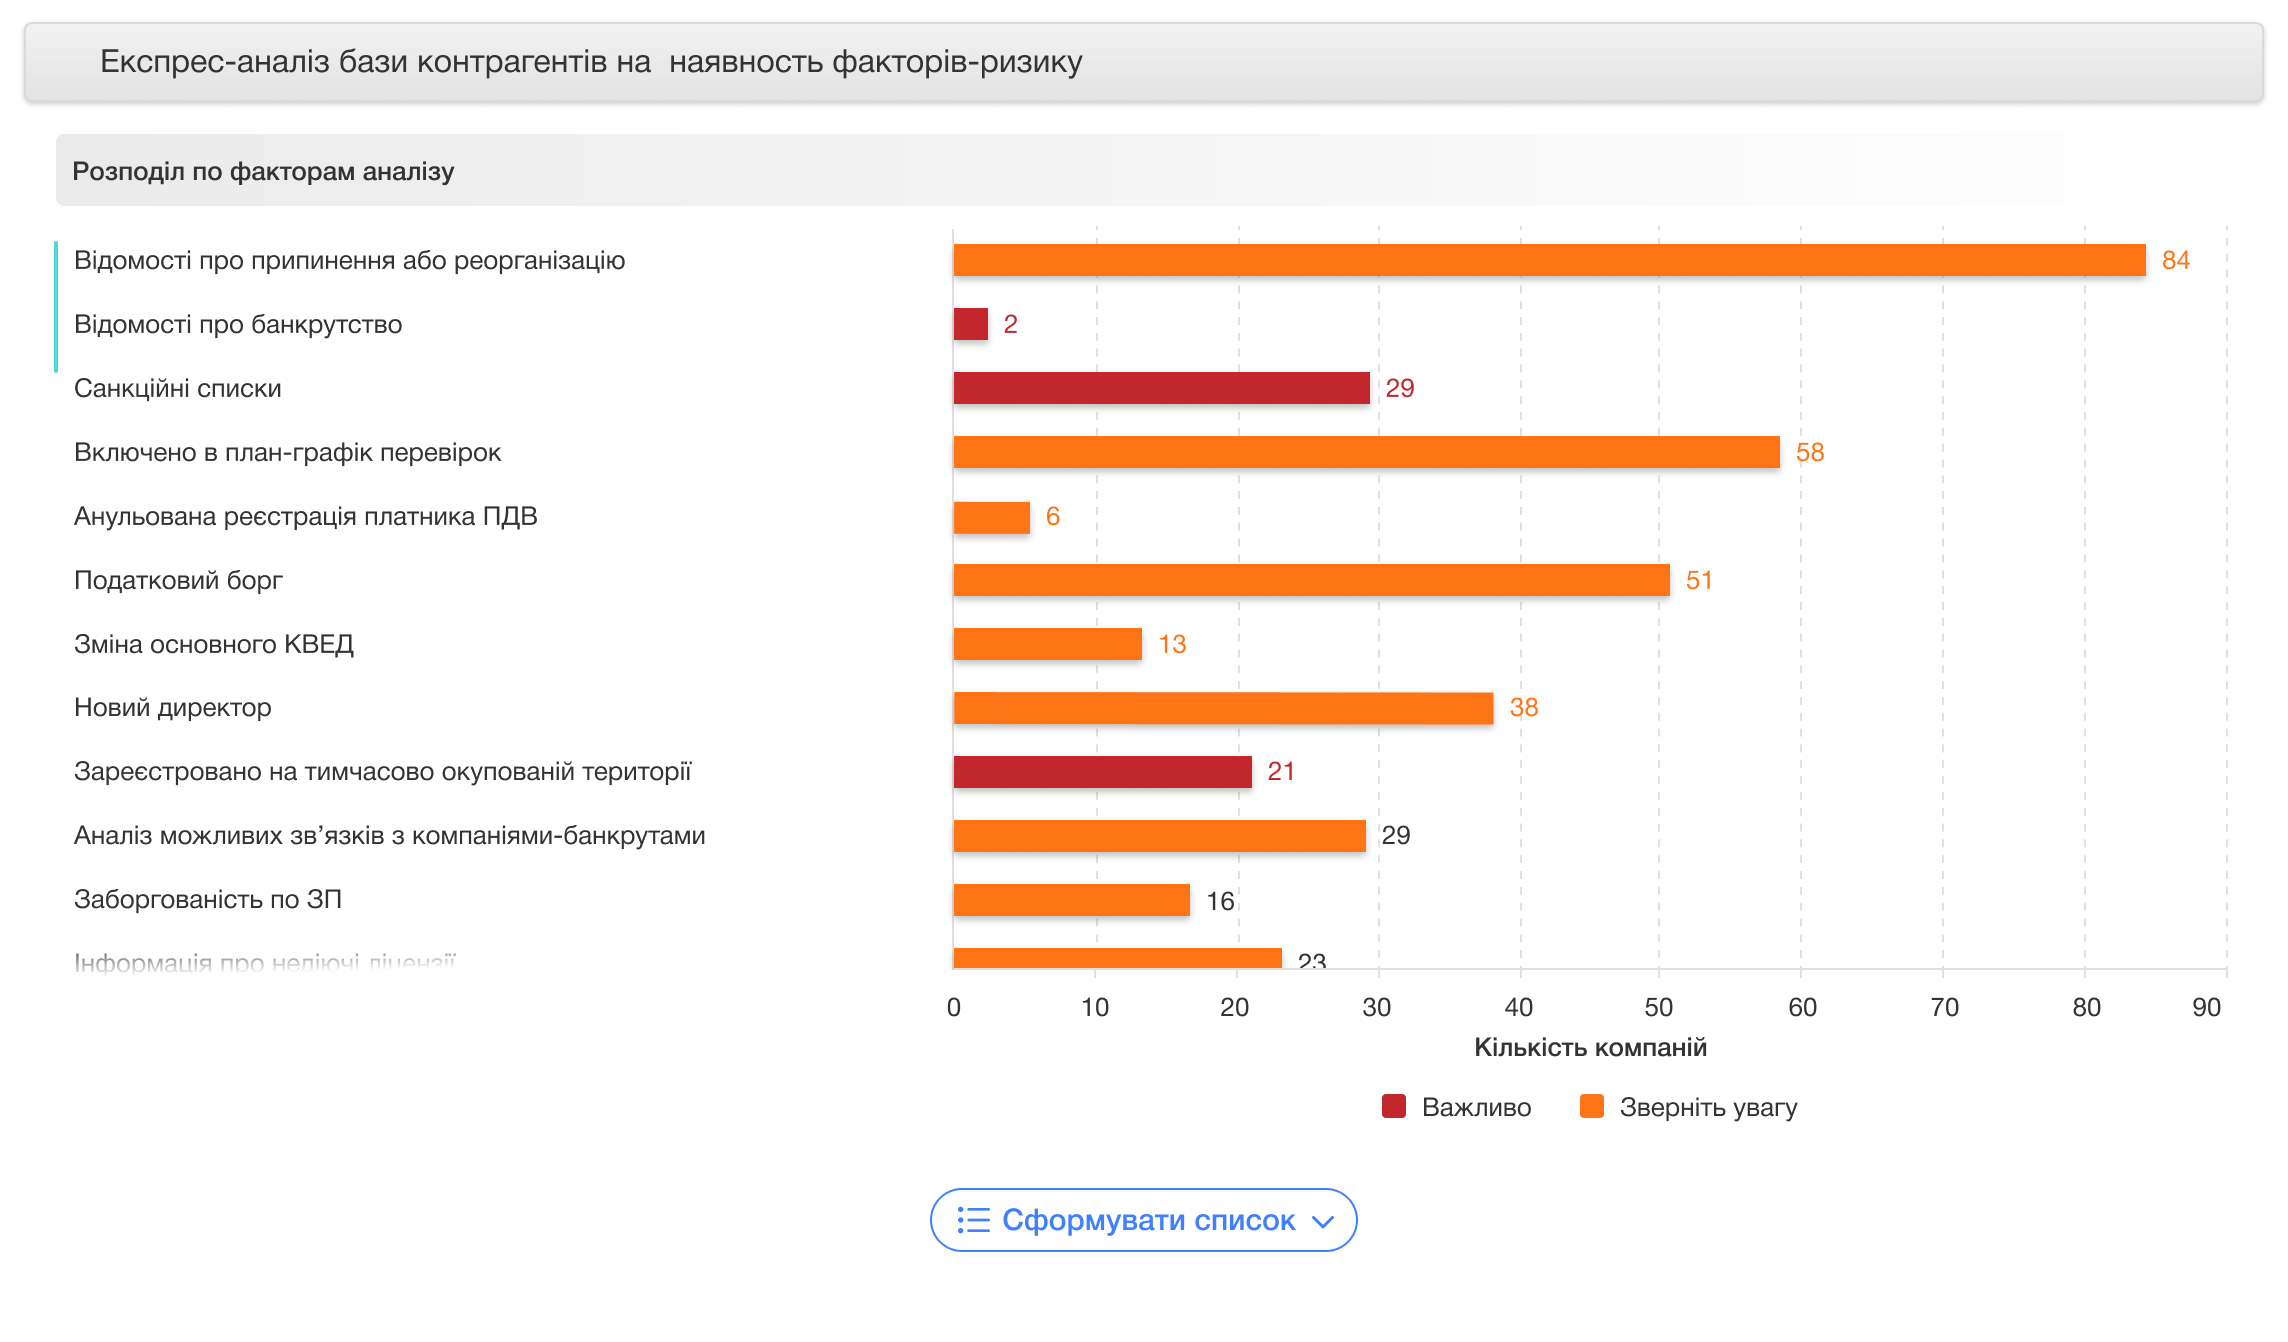 Експрес-аналіз бази контрагентів на  наявность факторів-ризику
Розподіл по факторам аналізу
Відомості про припинення або реорганізацію 84
Відомості про банкрутство 2
Санкційні списки 29
Включено в план-графік перевірок 58
Анульована реєстрація платника ПДВ 6
Податковий борг 51
Зміна основного КВЕД 13
Новий директор 38
Зареєстровано на тимчасово окупованій території 21
Аналіз можливих зв’язків з компаніями-банкрутами 29
Заборгованість по ЗП 16
Інформація про недіючі ліцензії 23
0 10 20 30 40 50 60 70 80 90
Кількість компаній
Важливо Зверніть увагу
Сформувати список